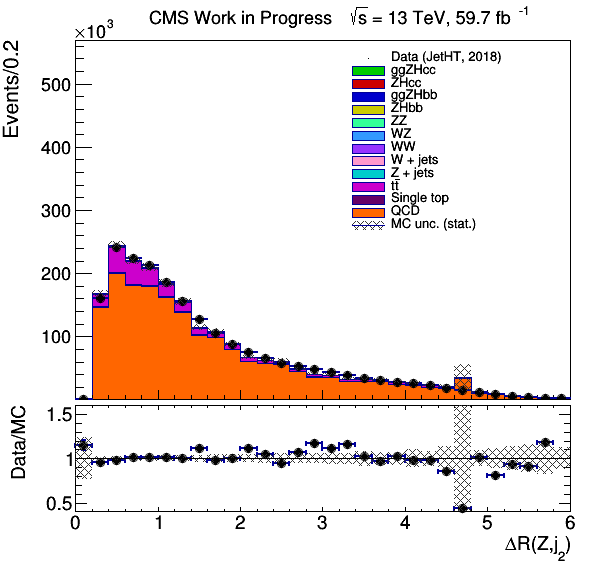 CMS Work in Progress √s = 13 TeV, 59.7 fb⁻¹
×10³
Events/0.2
500
400
300
200
100
Data (JetHT, 2018)
ggZHcc
ZHcc
ggZHbb
ZHbb
ZZ
WZ
WW
W + jets
Z + jets
tt̄
Single top
QCD
MC unc. (stat.)
Data/MC
1.5
1
0.5
0 1 2 3 4 5 6
ΔR(Z,j₂)